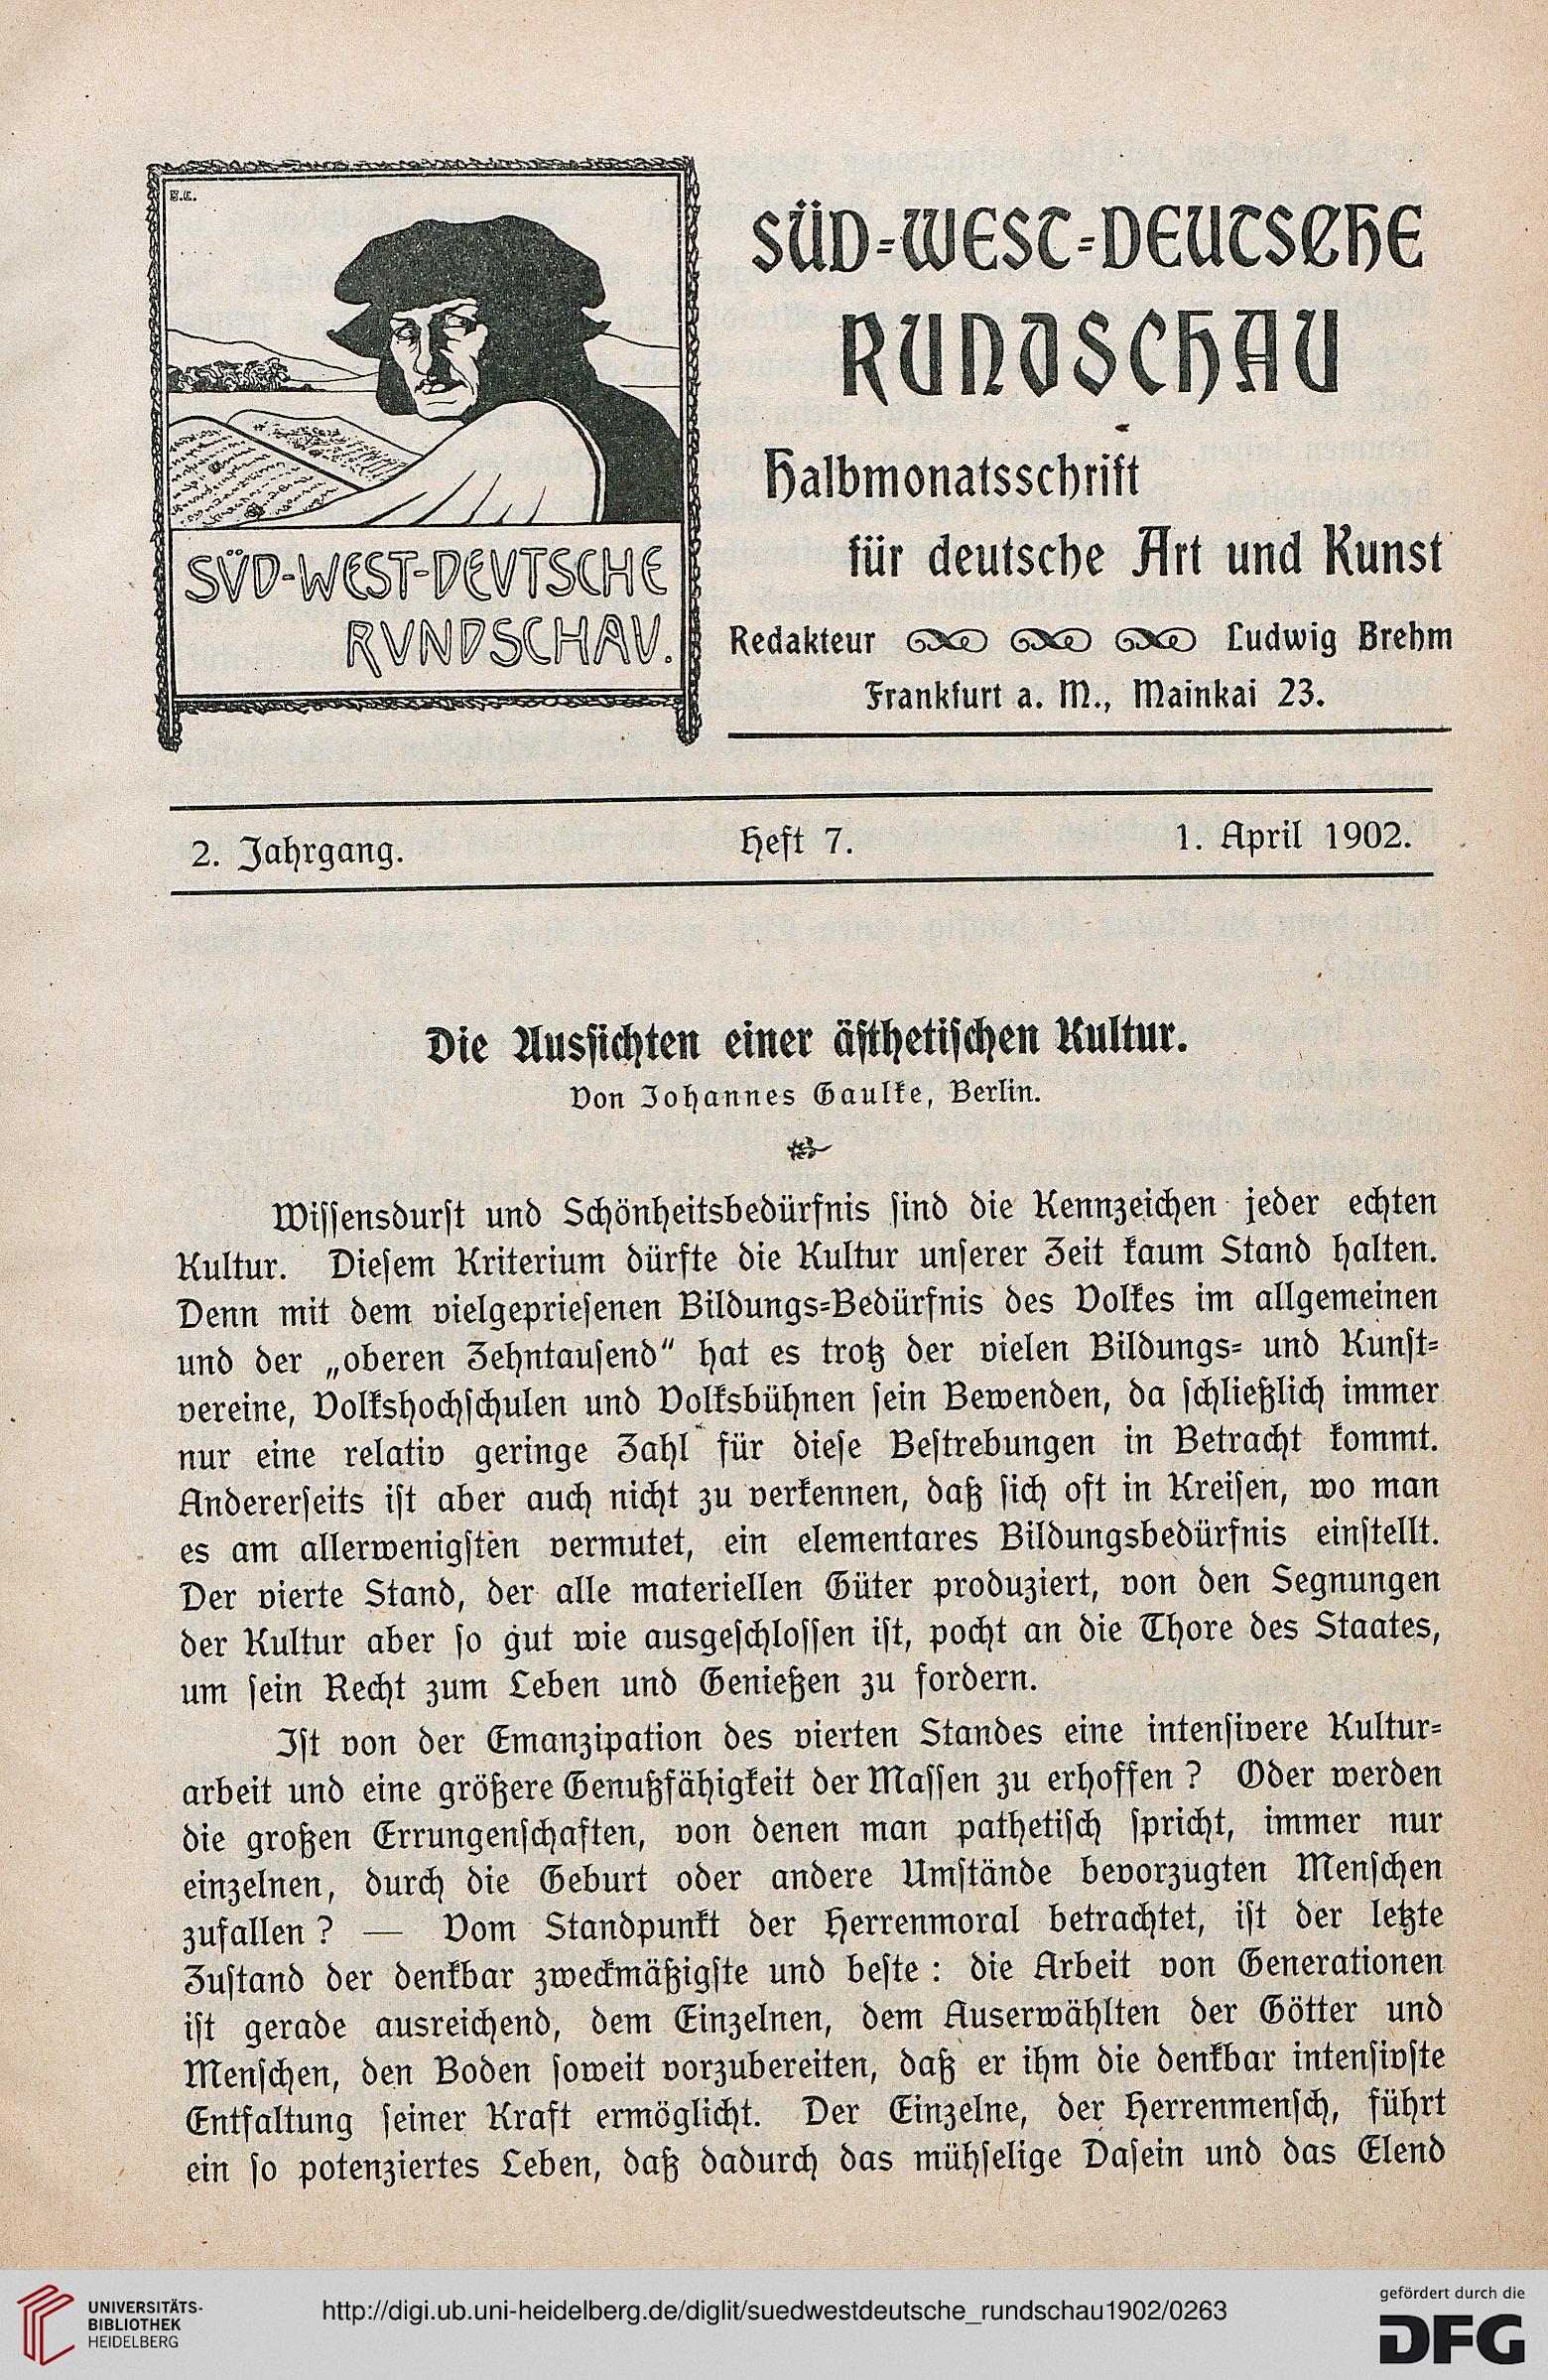 SÜD-WEST-DEUTSCHE
RUNDSCHAU
Halbmonatsschrift
für deutsche Art und Kunst
Redakteur Ludwig Brehm
Frankfurt a. M., Mainkai 23.
SÜD-WEST-DEVTSCHE
RVNDSCHAV.
2. Jahrgang. Heft 7. 1. April 1902.
Die Aussichten einer ästhetischen Kultur.
Von Johannes Gaulke, Berlin.
Wissensdurst und Schönheitsbedürfnis sind die Kennzeichen jeder echten
Kultur. Diesem Kriterium dürfte die Kultur unserer Zeit kaum Stand halten.
Denn mit dem vielgepriesenen Bildungs-Bedürfnis des Volkes im allgemeinen
und der „oberen Zehntausend“ hat es trotz der vielen Bildungs- und Kunst-
vereine, Volkshochschulen und Volksbühnen sein Bewenden, da schließlich immer
nur eine relativ geringe Zahl für diese Bestrebungen in Betracht kommt.
Andererseits ist aber auch nicht zu verkennen, daß sich oft in Kreisen, wo man
es am allerwenigsten vermutet, ein elementares Bildungsbedürfnis einstellt.
Der vierte Stand, der alle materiellen Güter produziert, von den Segnungen
der Kultur aber so gut wie ausgeschlossen ist, pocht an die Thore des Staates,
um sein Recht zum Leben und Genießen zu fordern.
Ist von der Emanzipation des vierten Standes eine intensivere Kultur-
arbeit und eine größere Genußfähigkeit der Massen zu erhoffen? Oder werden
die großen Errungenschaften, von denen man pathetisch spricht, immer nur
einzelnen, durch die Geburt oder andere Umstände bevorzugten Menschen
zufallen? — Vom Standpunkt der Herrenmoral betrachtet, ist der letzte
Zustand der denkbar zweckmäßigste und beste: die Arbeit von Generationen
ist gerade ausreichend, dem Einzelnen, dem Auserwählten der Götter und
Menschen, den Boden soweit vorzubereiten, daß er ihm die denkbar intensivste
Entfaltung seiner Kraft ermöglicht. Der Einzelne, der Herrenmensch, führt
ein so potenziertes Leben, daß dadurch das mühselige Dasein und das Elend
UNIVERSITÄTS-
BIBLIOTHEK
HEIDELBERG
http://digi.ub.uni-heidelberg.de/diglit/suedwestdeutsche_rundschau1902/0263
gefördert durch die
DFG